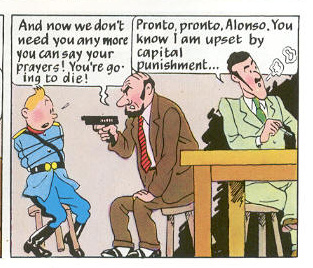 And now we don't
need you any more
you can say your
prayers! You're go-
ing to die!
Pronto, pronto, Alonso. You
know I am upset by
capital
punishment...